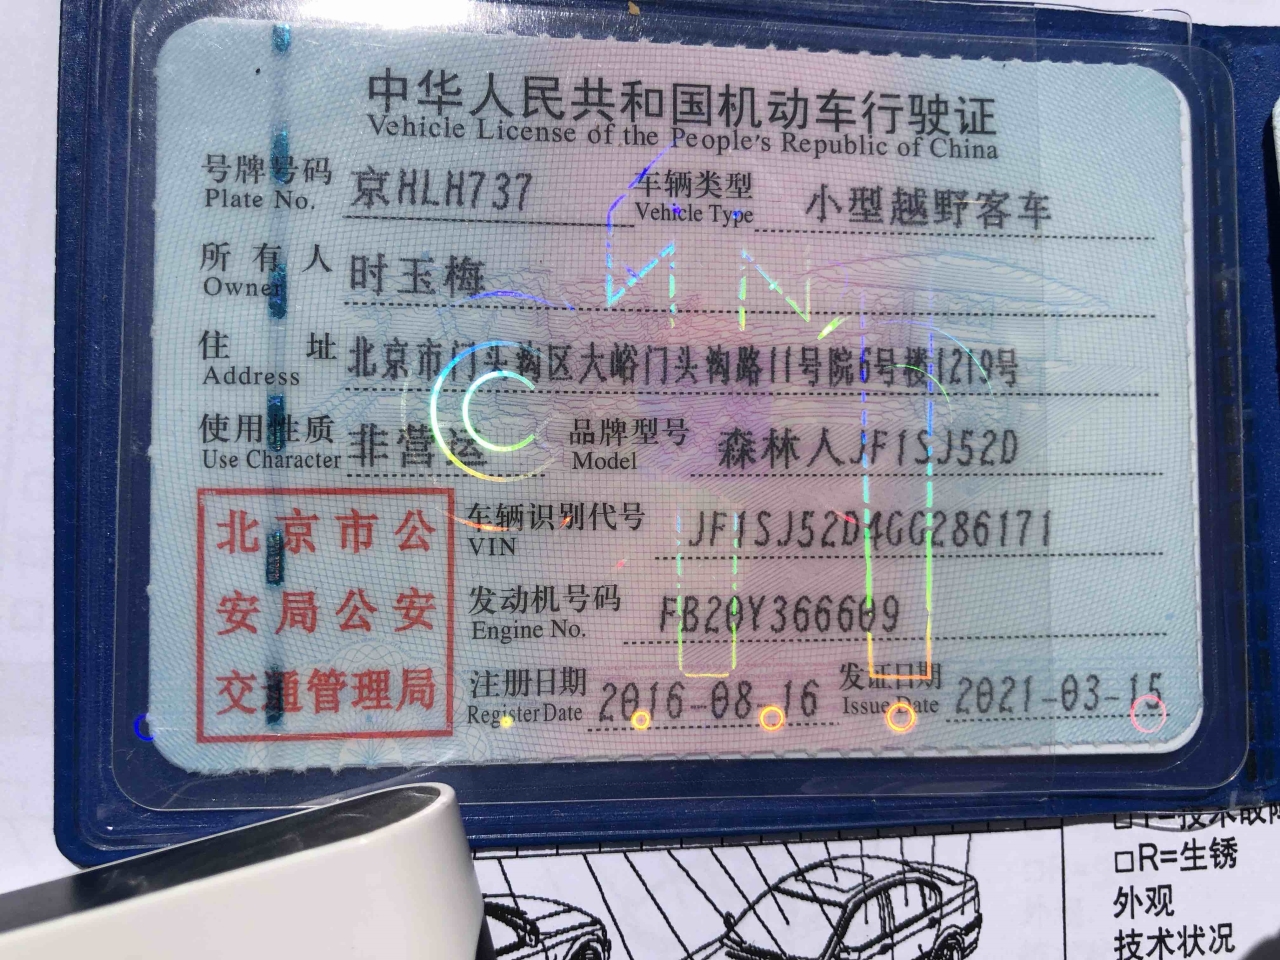 中华人民共和国机动车行驶证
Vehicle License of the People's Republic of China
号牌号码 京HLH737 车辆类型 小型越野客车
Plate No. Vehicle Type
所有人 时玉梅
Owner
住址 北京市门头沟区大峪门头沟路11号院6号楼1219号
Address
使用性质 非营运 品牌型号 森林人JF1SJ52D
Use Character Model
车辆识别代号 JF1SJ52D4GG286171
VIN
发动机号码 FB20Y366609
Engine No.
注册日期 2016-08-16 发证日期 2021-03-15
Register Date Issue Date
北京市公
安局公安
交通管理局
□R=生锈
外观
技术状况